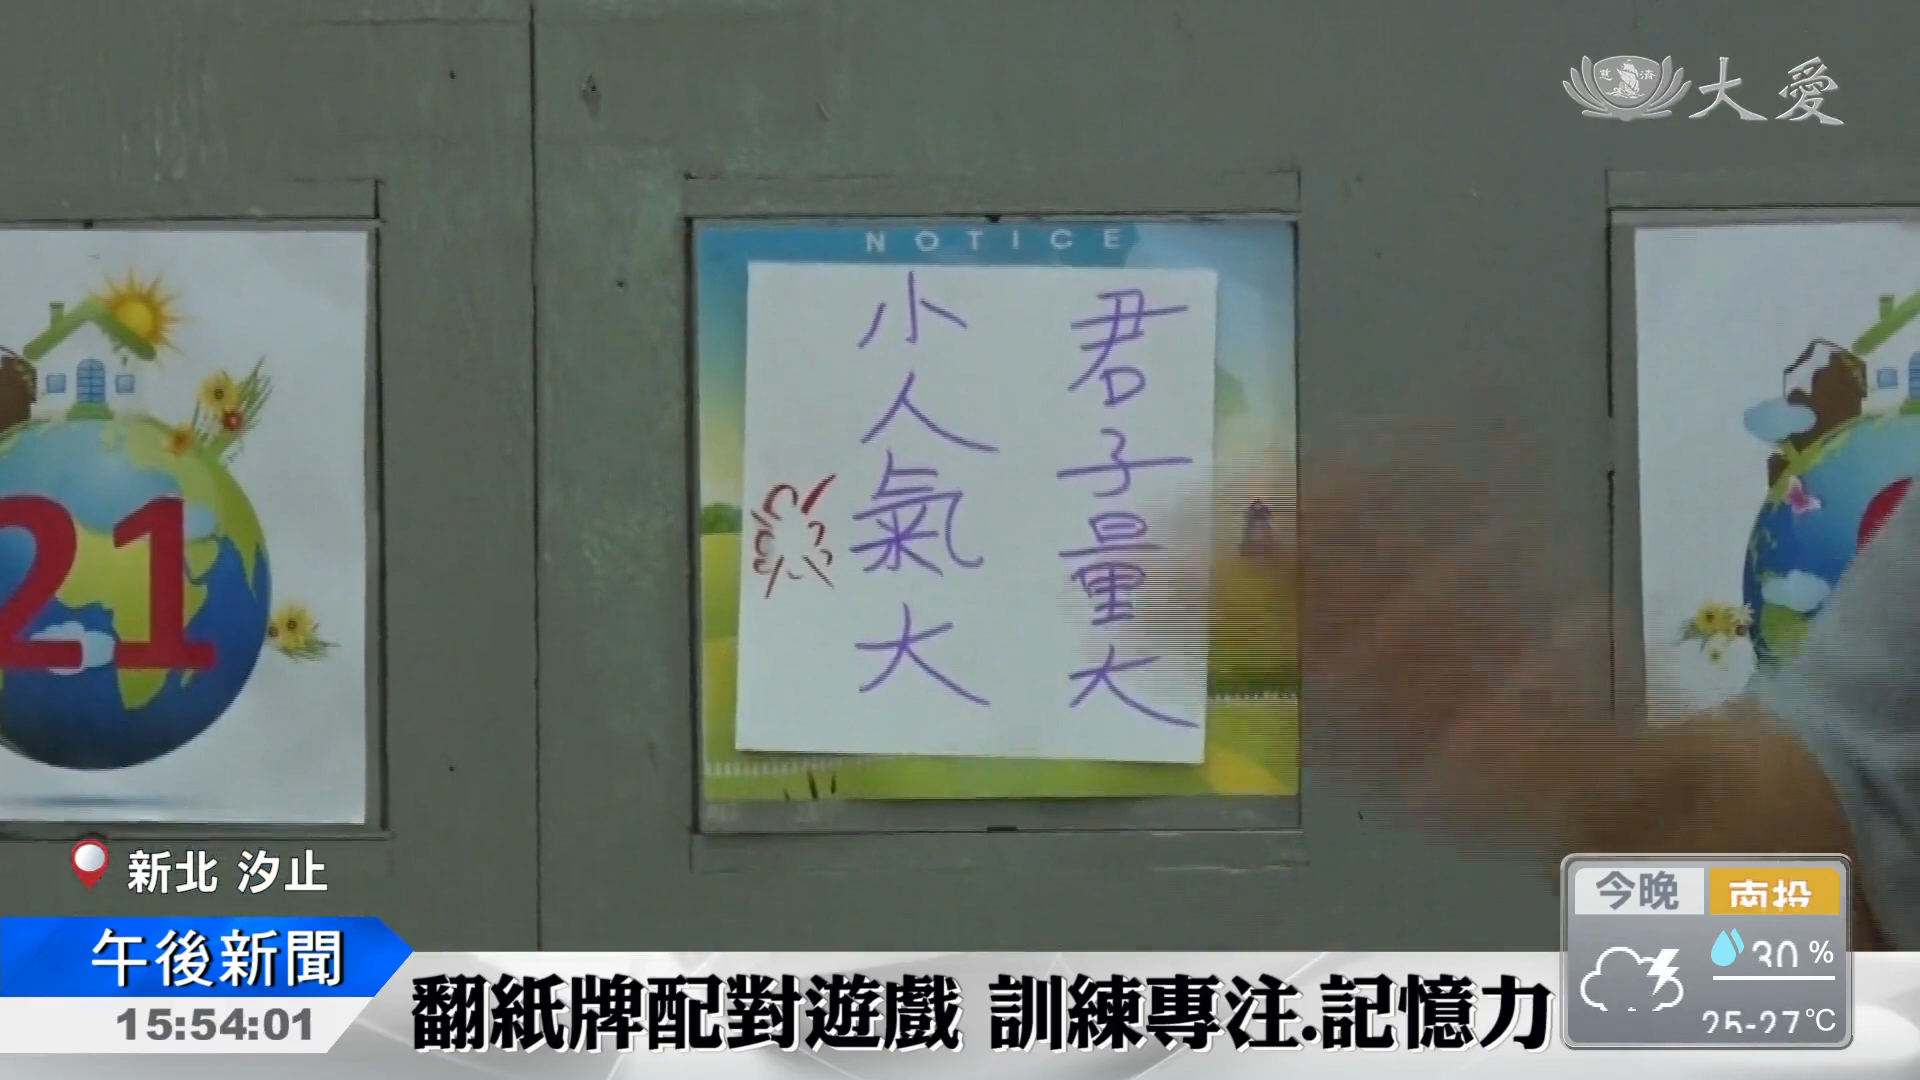 慈濟
大愛
NOTICE
君子量大
小人氣大
21
新北 汐止
午後新聞
15:54:01
翻紙牌配對遊戲 訓練專注.記憶力
今晚
南投
30 %
25-27°C